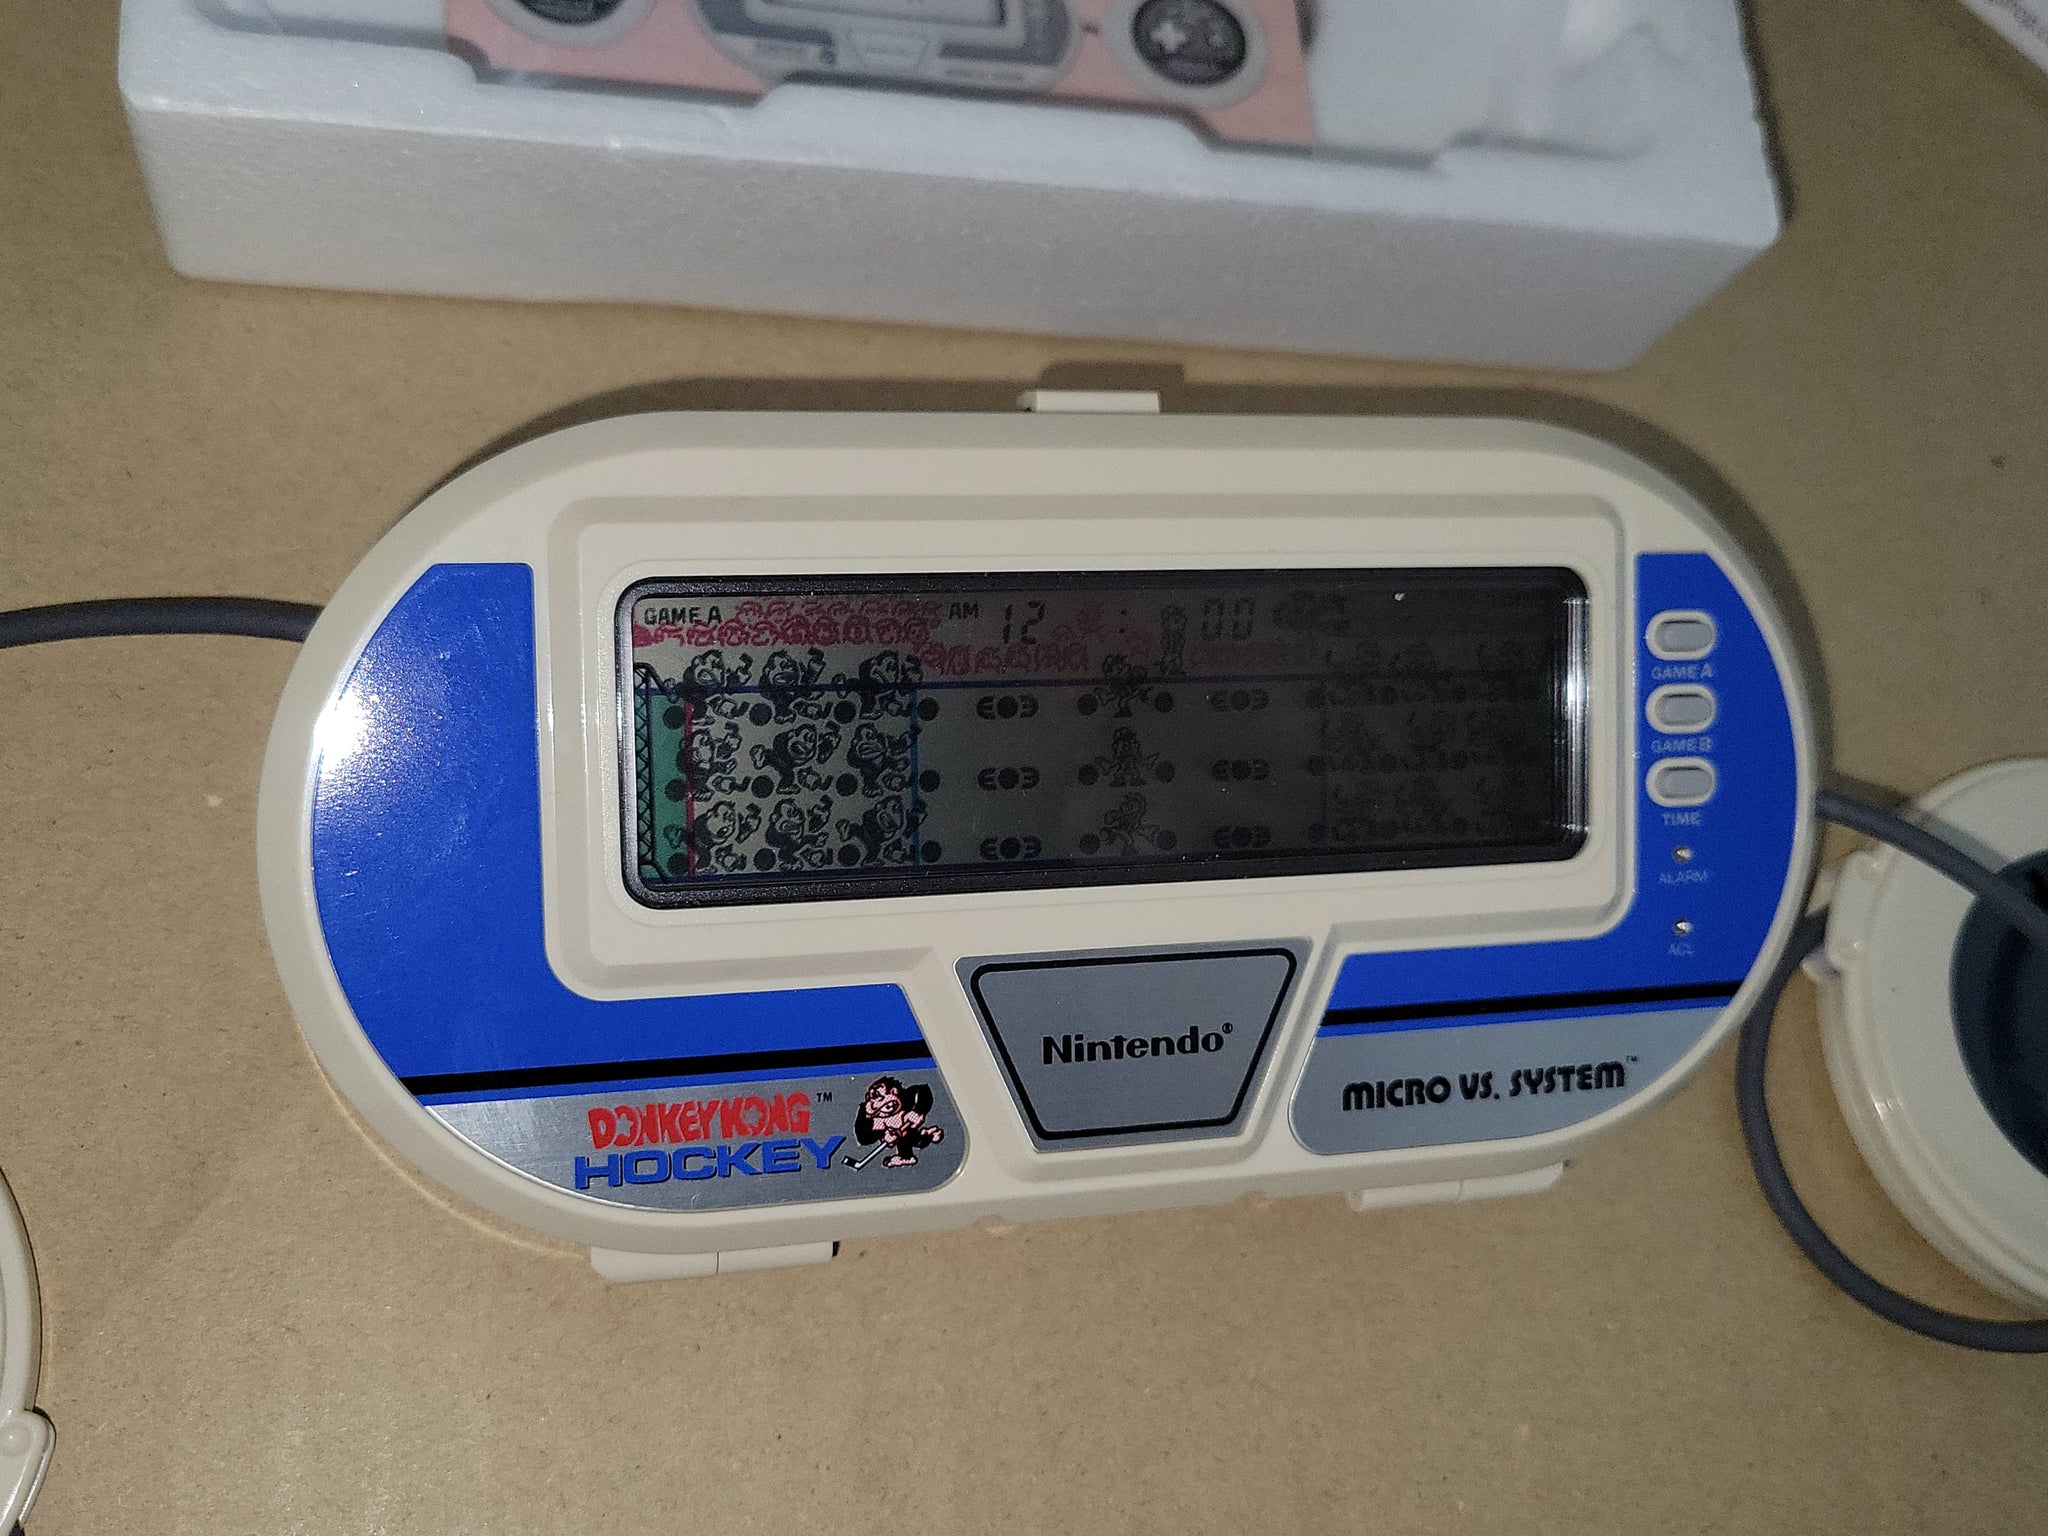 GAME A
AM 12 00
GAME A
GAME B
TIME
ALARM
ACL
Nintendo®
DONKEY KONG™
HOCKEY
MICRO VS. SYSTEM™